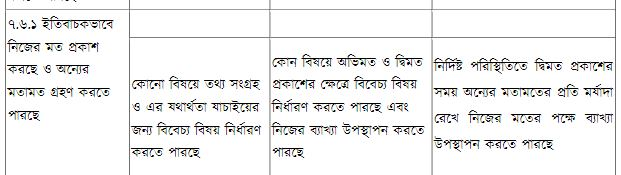 ৭.৬.১ ইতিবাচকভাবে
নিজের মত প্রকাশ
করছে ও অন্যের
মতামত গ্রহণ করতে
পারছে
কোনো বিষয়ে তথ্য সংগ্রহ
ও এর যথার্থতা যাচাইয়ের
জন্য বিবেচ্য বিষয় নির্ধারণ
করতে পারছে
কোন বিষয়ে অভিমত ও দ্বিমত
প্রকাশের ক্ষেত্রে বিবেচ্য বিষয়
নির্ধারণ করতে পারছে এবং
নিজের ব্যাখ্যা উপস্থাপন করতে
পারছে
নির্দিষ্ট পরিস্থিতিতে দ্বিমত প্রকাশের
সময় অন্যের মতামতের প্রতি মর্যাদা
রেখে নিজের মতের পক্ষে ব্যাখ্যা
উপস্থাপন করতে পারছে